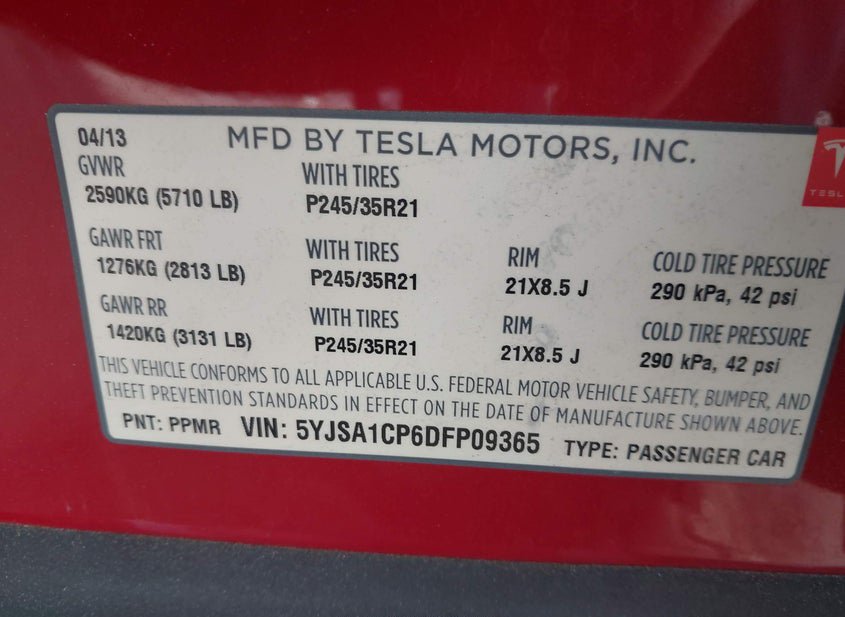 04/13 MFD BY TESLA MOTORS, INC.
GVWR WITH TIRES
2590KG (5710 LB) P245/35R21
GAWR FRT WITH TIRES RIM COLD TIRE PRESSURE
1276KG (2813 LB) P245/35R21 21X8.5 J 290 kPa, 42 psi
GAWR RR WITH TIRES RIM COLD TIRE PRESSURE
1420KG (3131 LB) P245/35R21 21X8.5 J 290 kPa, 42 psi
THIS VEHICLE CONFORMS TO ALL APPLICABLE U.S. FEDERAL MOTOR VEHICLE SAFETY, BUMPER, AND
THEFT PREVENTION STANDARDS IN EFFECT ON THE DATE OF MANUFACTURE SHOWN ABOVE.
PNT: PPMR VIN: 5YJSA1CP6DFP09365 TYPE: PASSENGER CAR